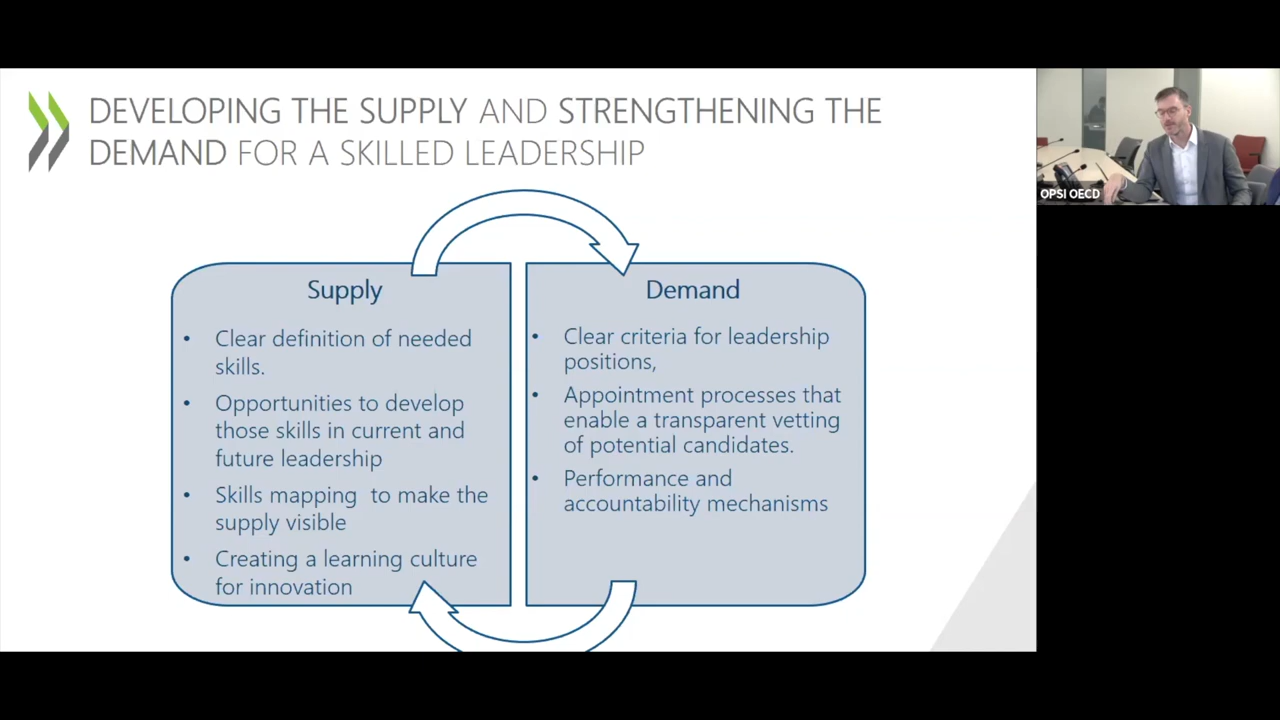 DEVELOPING THE SUPPLY AND STRENGTHENING THE
DEMAND FOR A SKILLED LEADERSHIP
OPSI OECD
Supply
• Clear definition of needed
skills.
• Opportunities to develop
those skills in current and
future leadership
• Skills mapping  to make the
supply visible
• Creating a learning culture
for innovation
Demand
• Clear criteria for leadership
positions,
• Appointment processes that
enable a transparent vetting
of potential candidates.
• Performance and
accountability mechanisms